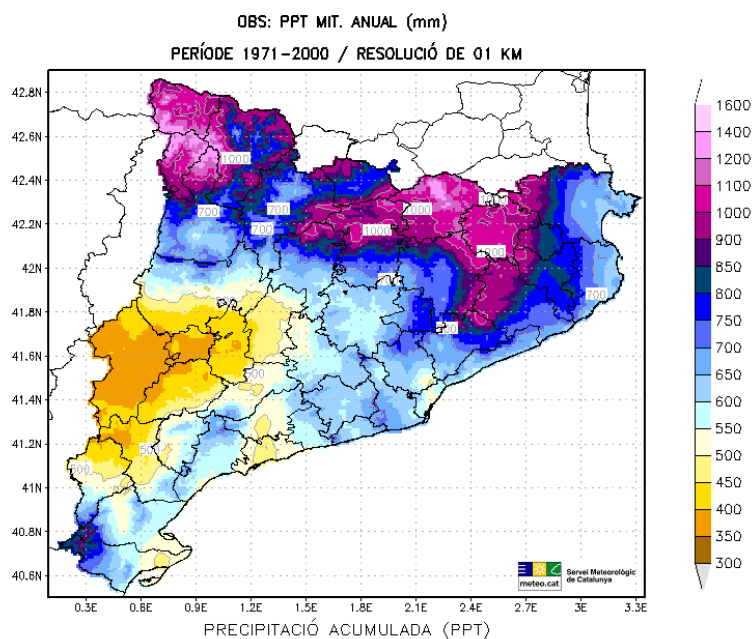 OBS: PPT MIT. ANUAL (mm)
PERÍODE 1971-2000 / RESOLUCIÓ DE 01 KM
42.8N
42.6N
42.4N
42.2N
42N
41.8N
41.6N
41.4N
41.2N
41N
40.8N
40.6N
1000
700
700
700
1000
1000
700
500
500
500
0.3E 0.6E 0.9E 1.2E 1.5E 1.8E 2.1E 2.4E 2.7E 3E 3.3E
PRECIPITACIÓ ACUMULADA (PPT)
meteo.cat
Servei Meteorològic
de Catalunya
1600
1400
1200
1000
900
850
800
750
700
650
600
550
500
450
400
350
300